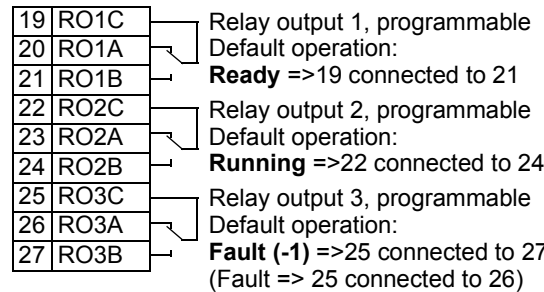 19 RO1C Relay output 1, programmable
20 RO1A Default operation:
21 RO1B Ready =>19 connected to 21
22 RO2C Relay output 2, programmable
23 RO2A Default operation:
24 RO2B Running =>22 connected to 24
25 RO3C Relay output 3, programmable
26 RO3A Default operation:
27 RO3B Fault (-1) =>25 connected to 27
(Fault => 25 connected to 26)